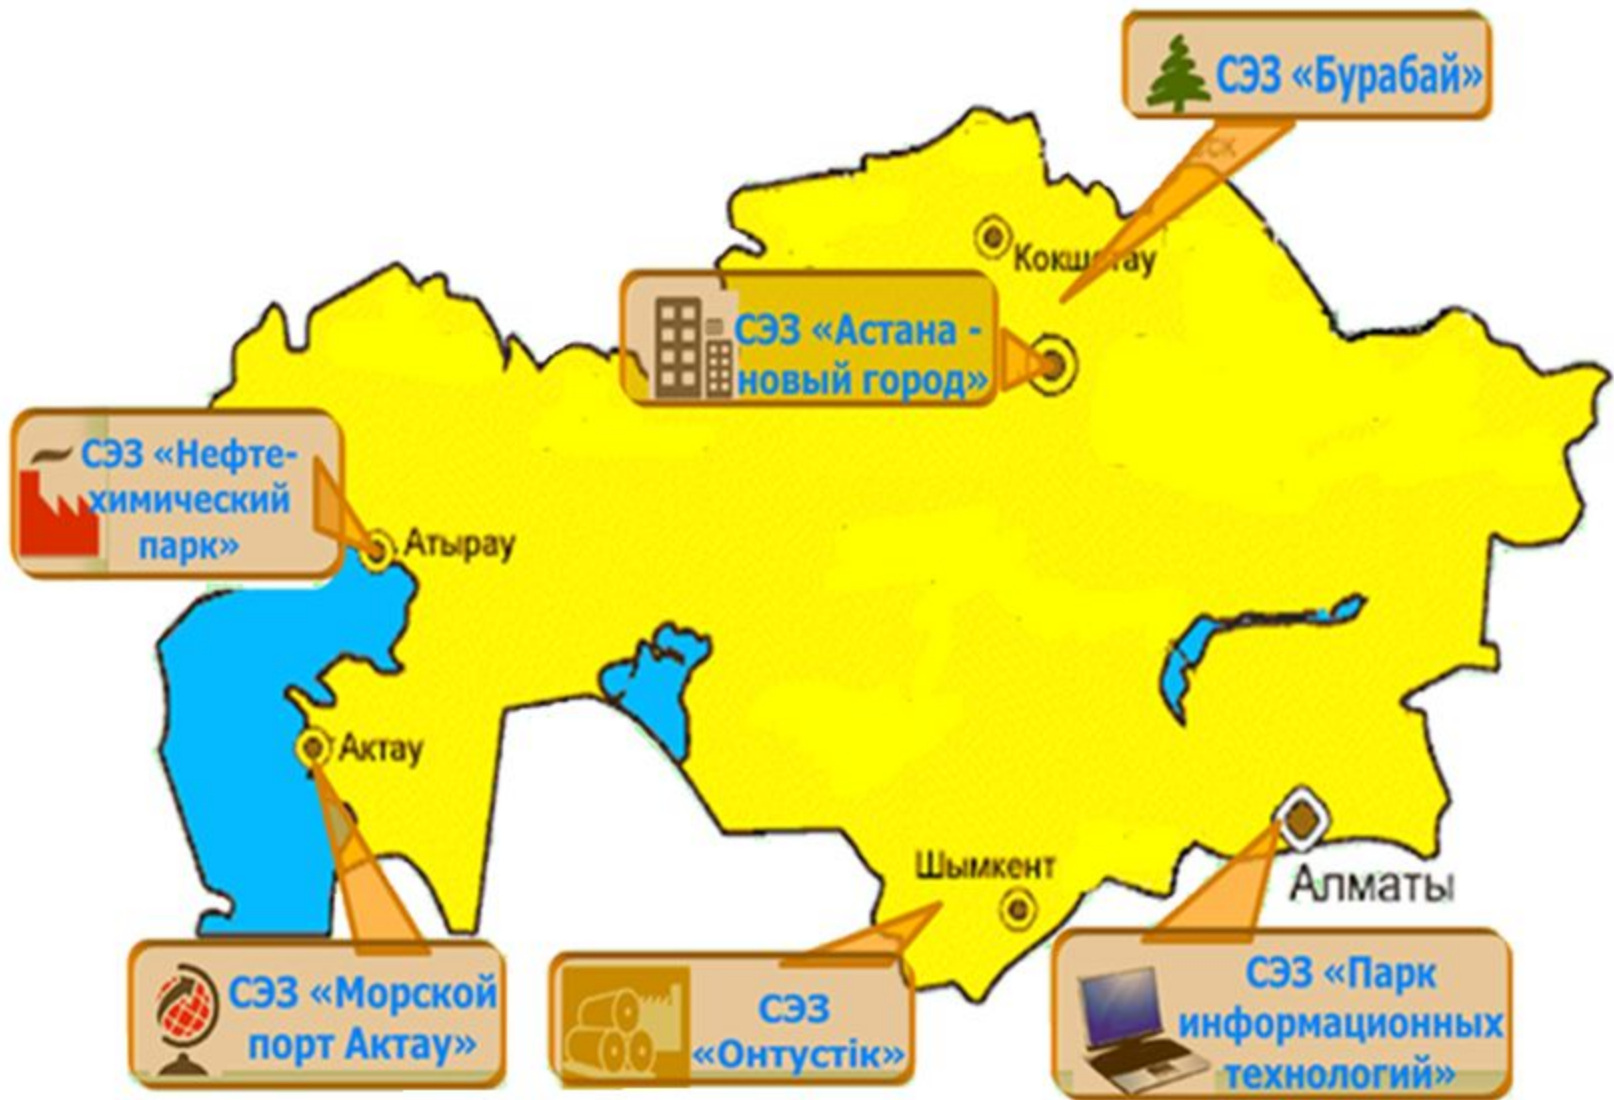 СЭЗ «Бурабай»
Кокшетау
СЭЗ «Астана -
новый город»
СЭЗ «Нефте-
химический
парк»
Атырау
Актау
Шымкент
Алматы
СЭЗ «Морской
порт Актау»
СЭЗ
«Онтустік»
СЭЗ «Парк
информационных
технологий»